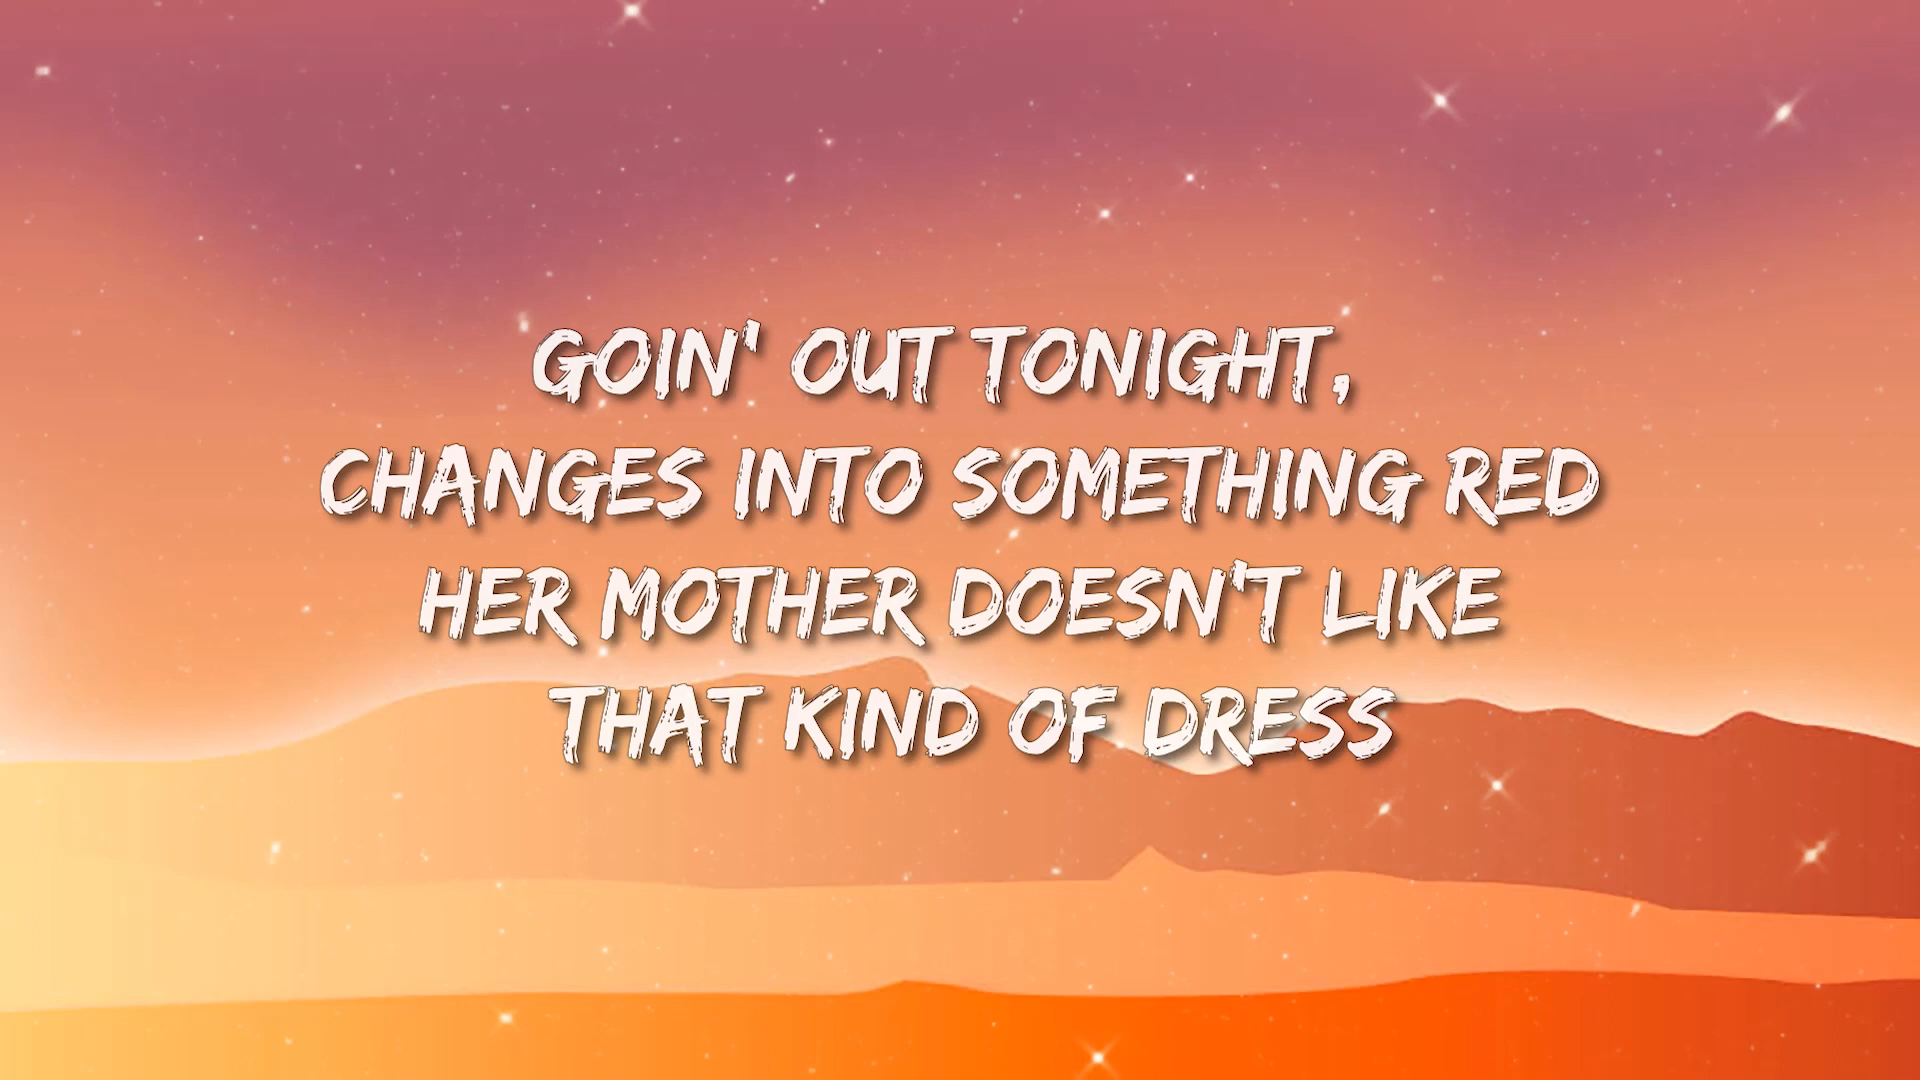 GOIN' OUT TONIGHT,
CHANGES INTO SOMETHING RED
HER MOTHER DOESN'T LIKE
THAT KIND OF DRESS